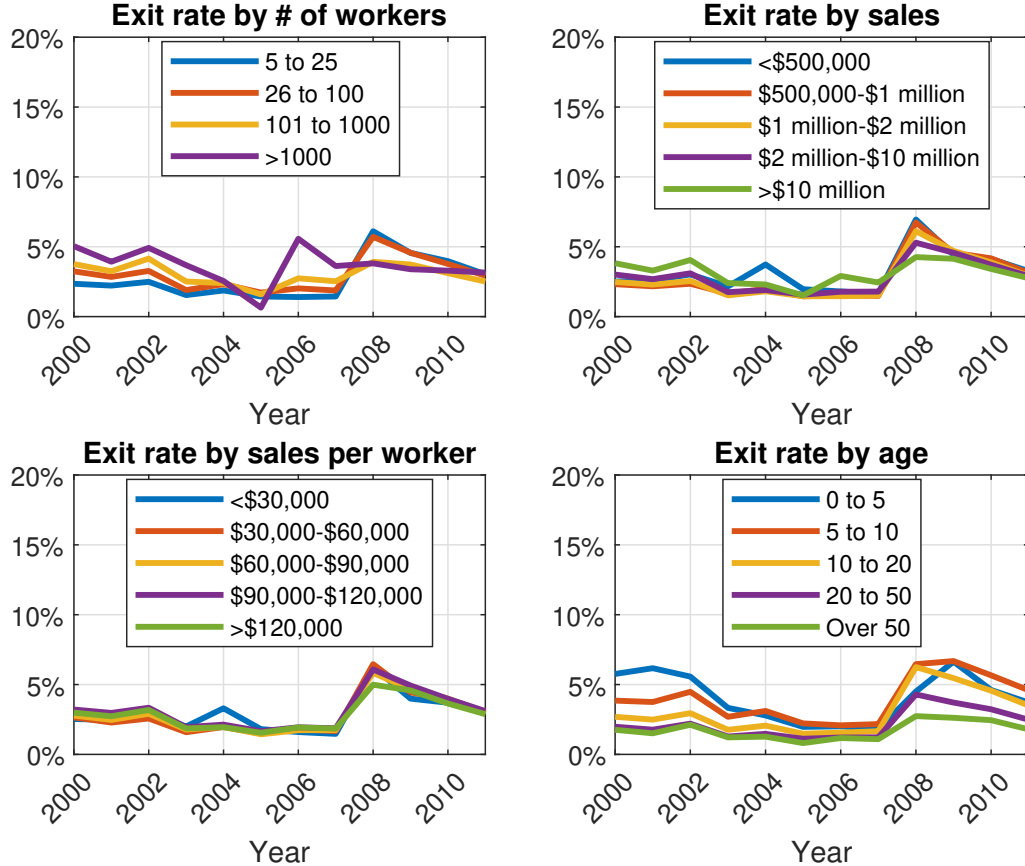 Exit rate by # of workers
20%
15%
10%
5%
0%
5 to 25
26 to 100
101 to 1000
>1000
2000
2002
2004
2006
2008
2010
Year
Exit rate by sales
20%
15%
10%
5%
0%
<$500,000
$500,000-$1 million
$1 million-$2 million
$2 million-$10 million
>$10 million
2000
2002
2004
2006
2008
2010
Year
Exit rate by sales per worker
20%
15%
10%
5%
0%
<$30,000
$30,000-$60,000
$60,000-$90,000
$90,000-$120,000
>$120,000
2000
2002
2004
2006
2008
2010
Year
Exit rate by age
20%
15%
10%
5%
0%
0 to 5
5 to 10
10 to 20
20 to 50
Over 50
2000
2002
2004
2006
2008
2010
Year